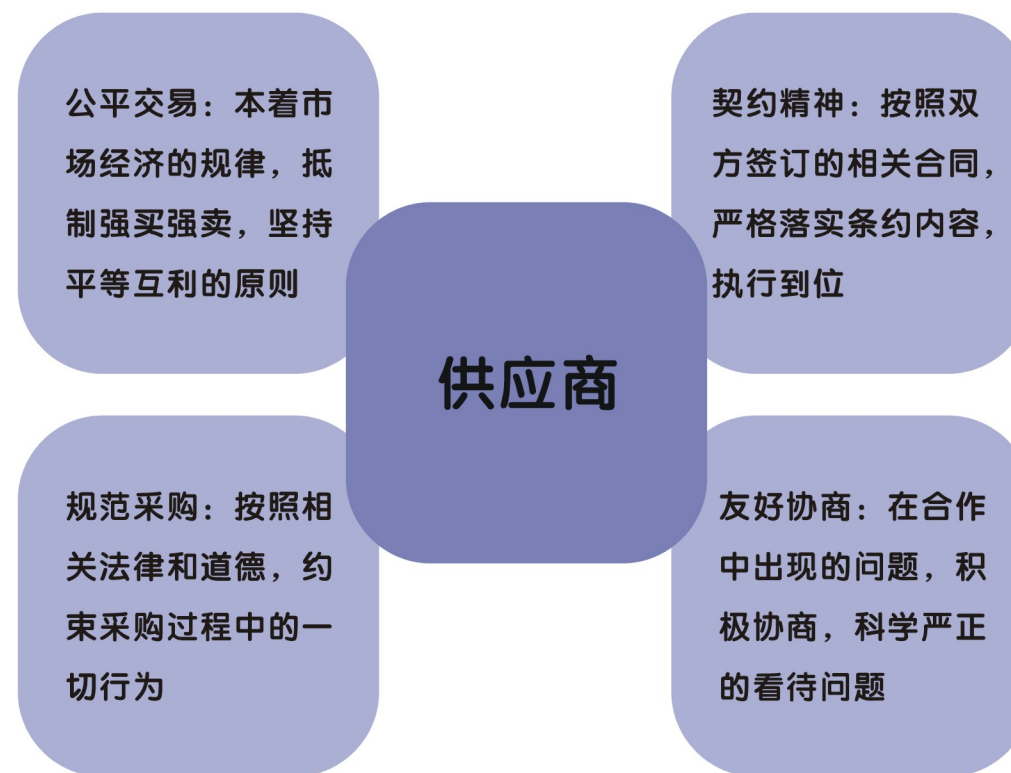 公平交易：本着市
场经济的规律，抵
制强买强卖，坚持
平等互利的原则
契约精神：按照双
方签订的相关合同，
严格落实条约内容，
执行到位
供应商
规范采购：按照相
关法律和道德，约
束采购过程中的一
切行为
友好协商：在合作
中出现的问题，积
极协商，科学严正
的看待问题